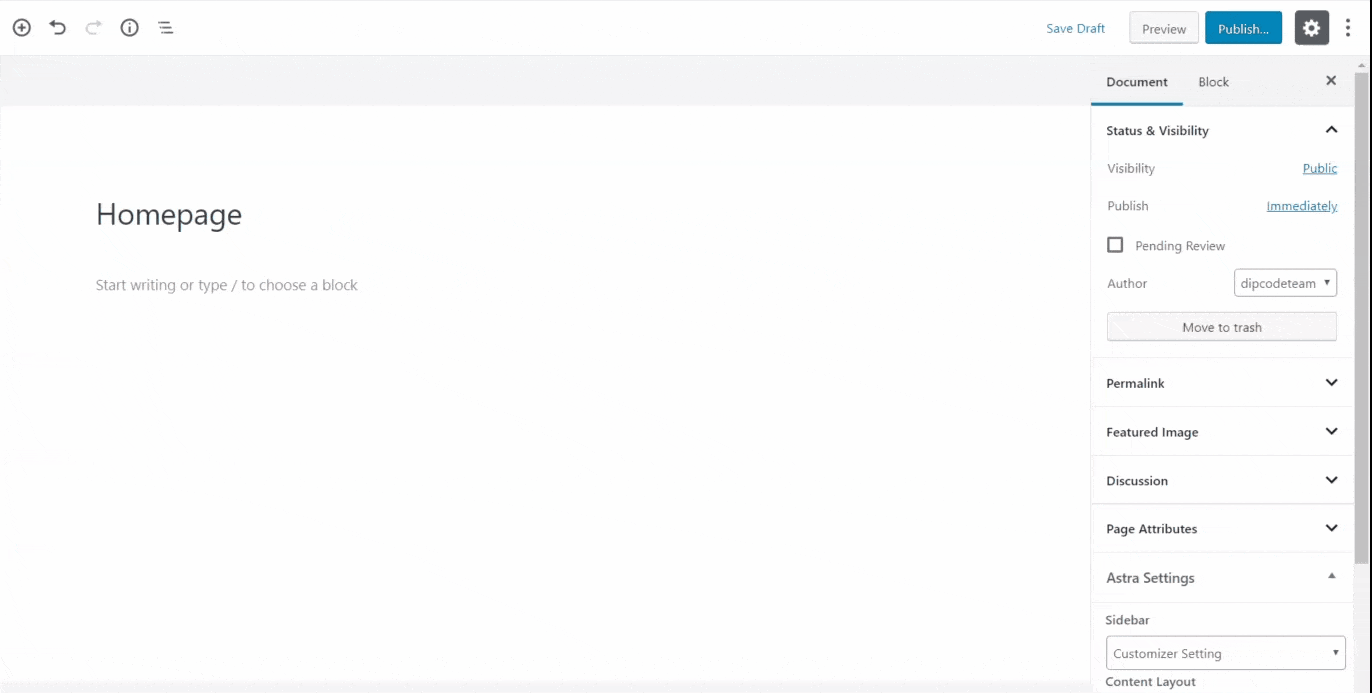 Save Draft Preview Publish...
Document Block
Status & Visibility
Visibility Public
Homepage
Publish Immediately
Pending Review
Start writing or type / to choose a block
Author dipcodeteam
Move to trash
Permalink
Featured Image
Discussion
Page Attributes
Astra Settings
Sidebar
Customizer Setting
Content Layout